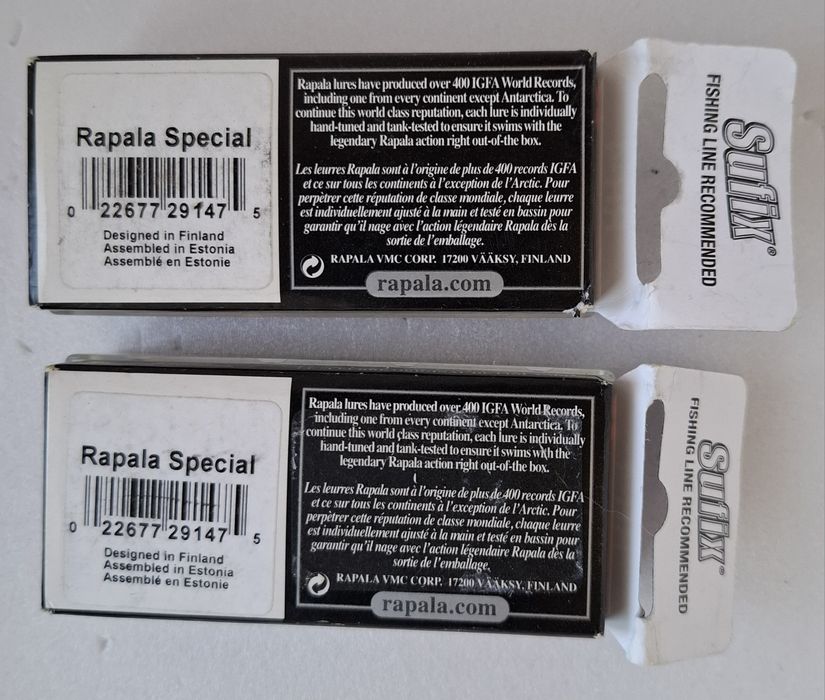 Rapala Special
0 22677 29147 5
Designed in Finland
Assembled in Estonia
Assemblé en Estonie
Rapala lures have produced over 400 IGFA World Records,
including one from every continent except Antarctica. To
continue this world class reputation, each lure is individually
hand-tuned and tank-tested to ensure it swims with the
legendary Rapala action right out-of-the box.
Les leurres Rapala sont à l'origine de plus de 400 records IGFA
et ce sur tous les continents à l'exception de l'Arctic. Pour
perpètrer cette réputation de classe mondiale, chaque leurre
est individuellement ajusté à la main et testé en bassin pour
garantir qu'il nage avec l'action légendaire Rapala dès la
sortie de l'emballage.
RAPALA VMC CORP. 17200 VÄÄKSY, FINLAND
rapala.com
Sufix®
FISHING LINE RECOMMENDED
Rapala Special
0 22677 29147 5
Designed in Finland
Assembled in Estonia
Assemblé en Estonie
Rapala lures have produced over 400 IGFA World Records,
including one from every continent except Antarctica. To
continue this world class reputation, each lure is individually
hand-tuned and tank-tested to ensure it swims with the
legendary Rapala action right out-of-the box.
Les leurres Rapala sont à l'origine de plus de 400 records IGFA
et ce sur tous les continents à l'exception de l'Arctic. Pour
perpètrer cette réputation de classe mondiale, chaque leurre
est individuellement ajusté à la main et testé en bassin pour
garantir qu'il nage avec l'action légendaire Rapala dès la
sortie de l'emballage.
RAPALA VMC CORP. 17200 VÄÄKSY, FINLAND
rapala.com
Sufix
FISHING LINE RECOMMENDED